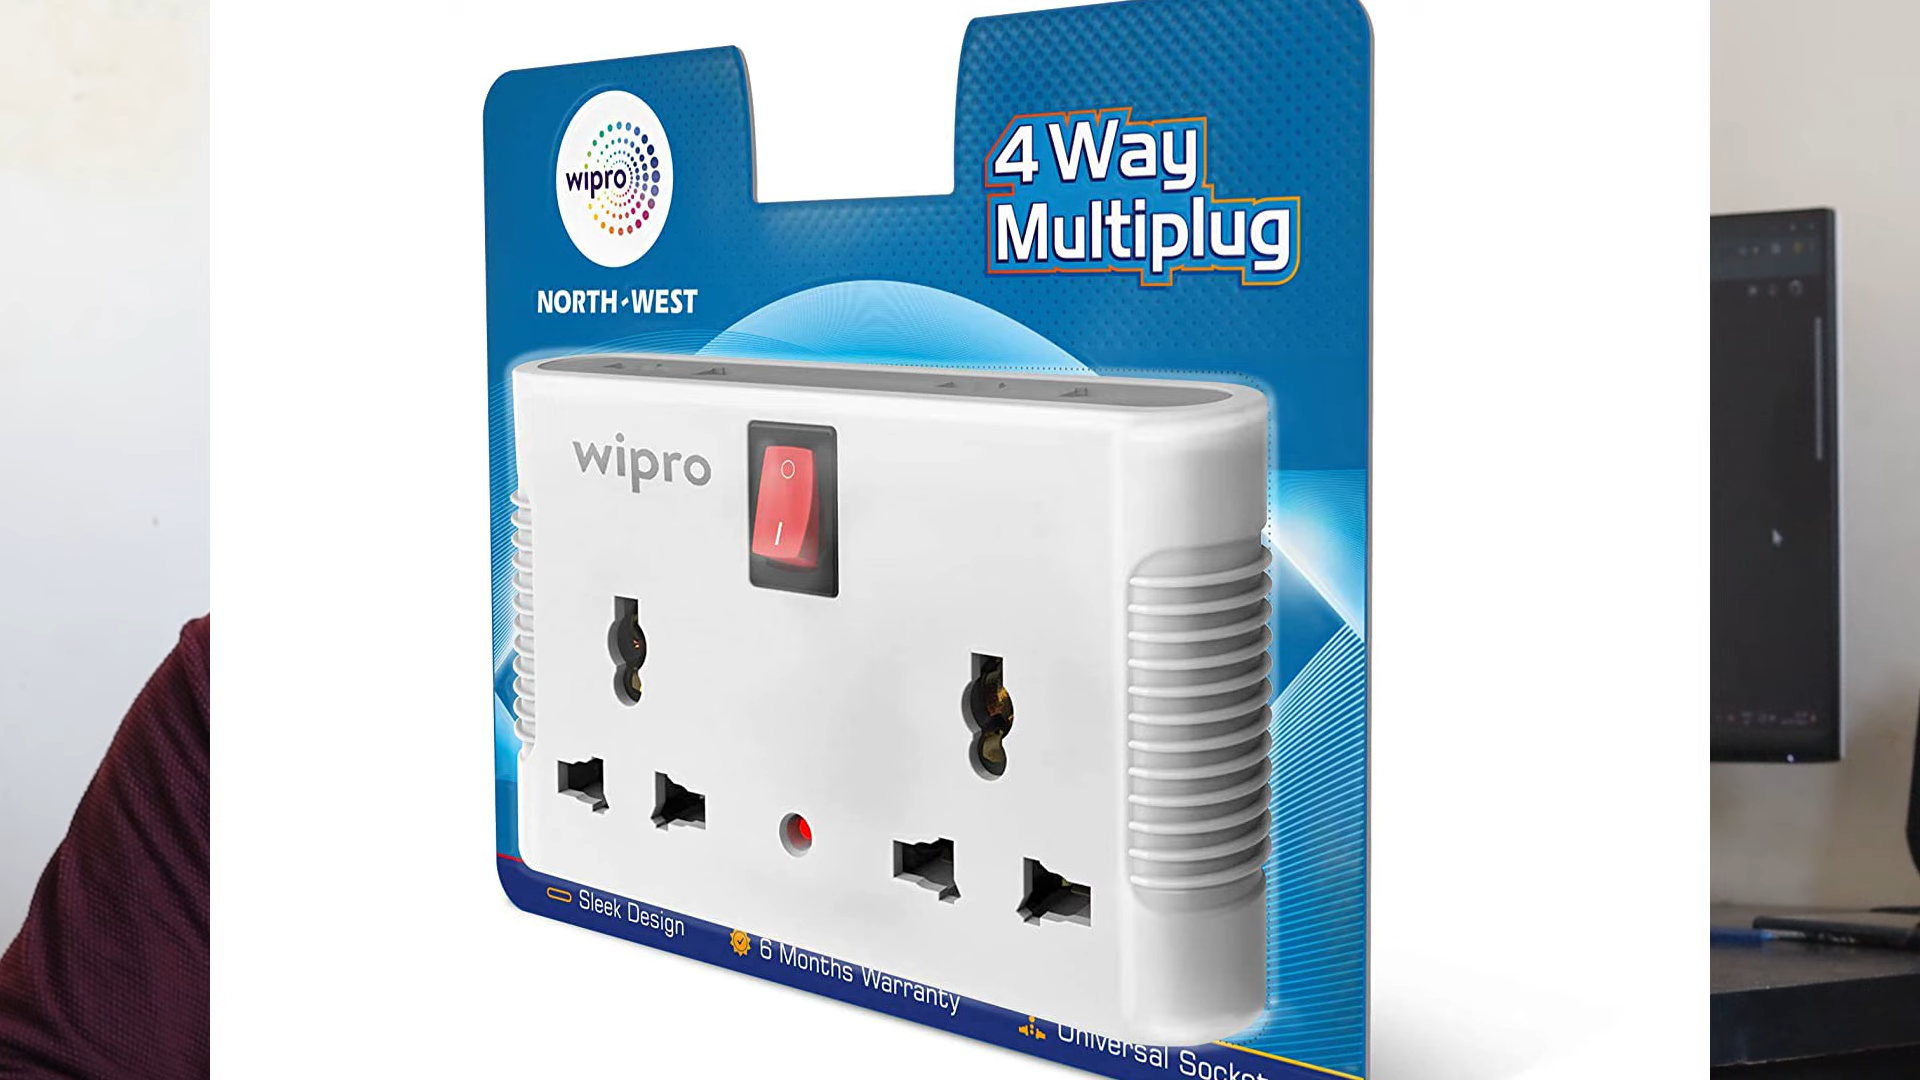 wipro
NORTH-WEST
4 Way
Multiplug
wipro
Sleek Design
6 Months Warranty
Universal Socket